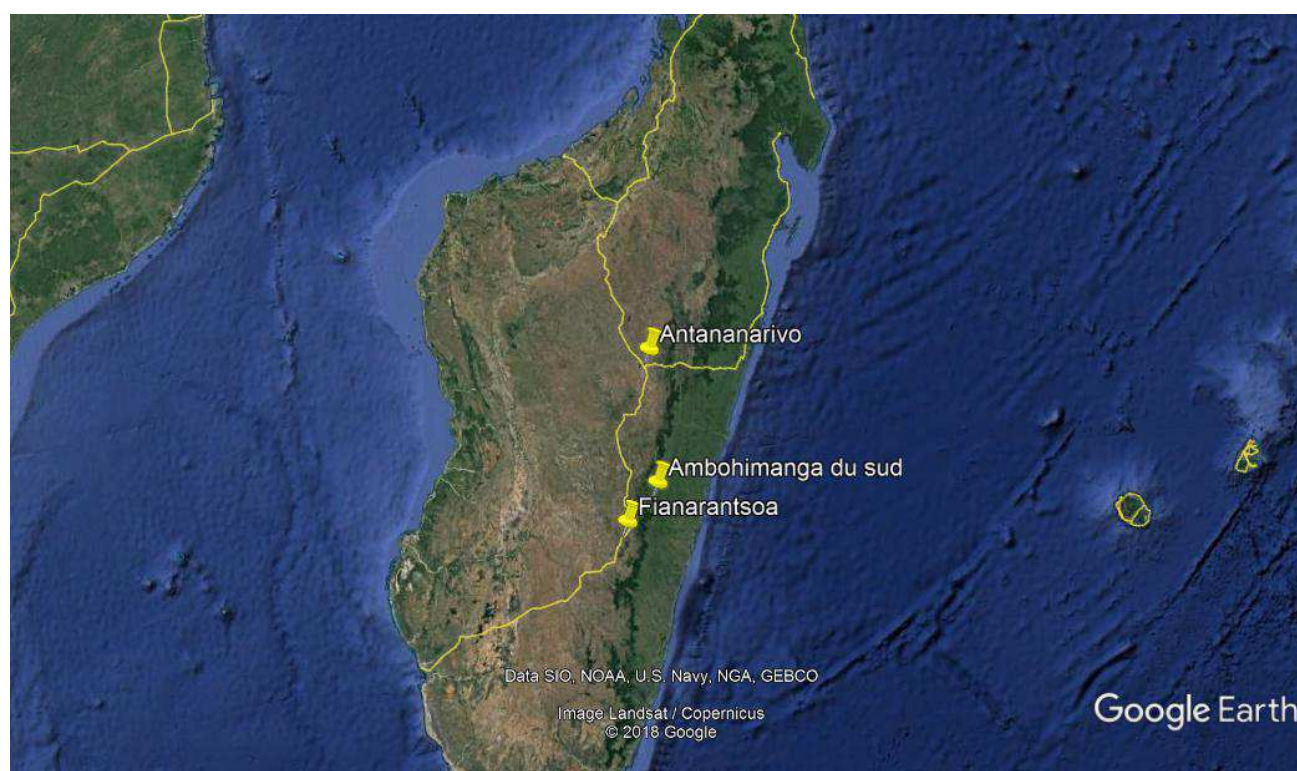 Antananarivo
Ambohimanga du sud
Fianarantsoa
Data SIO, NOAA, U.S. Navy, NGA, GEBCO
Image Landsat / Copernicus
© 2018 Google
Google Earth